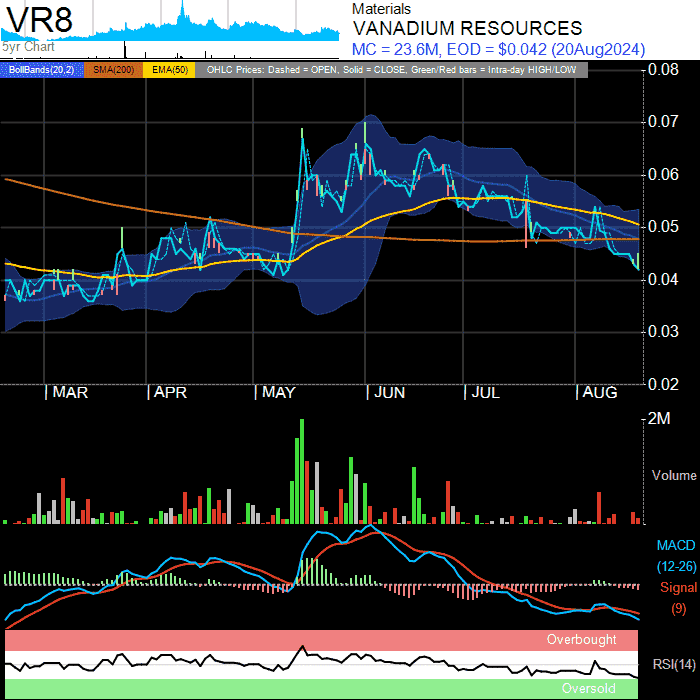 VR8
5yr Chart
Materials
VANADIUM RESOURCES
MC = 23.6M, EOD = $0.042 (20Aug2024)
BollBands(20,2) SMA(200) EMA(50) OHLC Prices: Dashed = OPEN, Solid = CLOSE, Green/Red bars = Intra-day HIGH/LOW
0.08
0.07
0.06
0.05
0.04
0.03
0.02
| MAR | APR | MAY | JUN | JUL | AUG
2M
Volume
MACD
(12-26)
Signal
(9)
Overbought
RSI(14)
Oversold